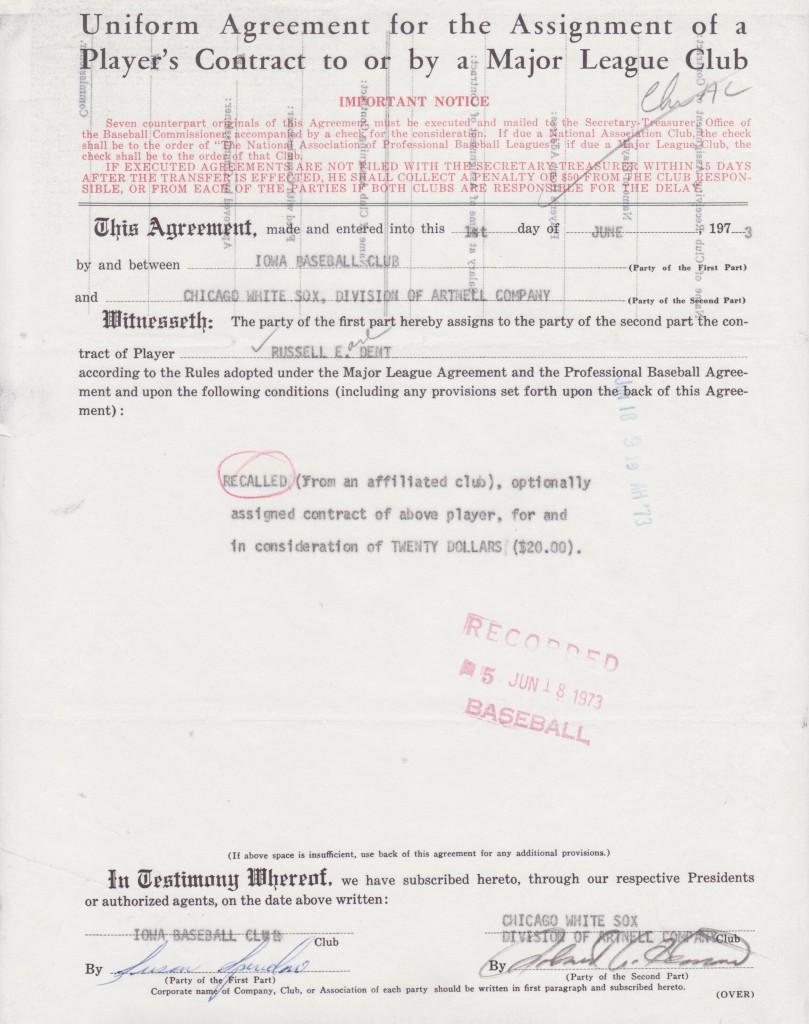 Uniform Agreement for the Assignment of a
Player's Contract to or by a Major League Club
IMPORTANT NOTICE
Seven counterpart originals of this Agreement must be executed and mailed to the Secretary-Treasurer, Office of
the Baseball Commissioner, accompanied by a check for the consideration. If due a National Association Club, the check
shall be to the order of "The National Association of Professional Baseball Leagues"; if due a Major League Club, the
check shall be to the order of that Club.
IF EXECUTED AGREEMENTS ARE NOT FILED WITH THE SECRETARY-TREASURER WITHIN 15 DAYS
AFTER THE TRANSFER IS EFFECTED, HE SHALL COLLECT A PENALTY OF $50 FROM THE CLUB RESPON-
SIBLE, OR FROM EACH OF THE PARTIES IF BOTH CLUBS ARE RESPONSIBLE FOR THE DELAY.
This Agreement, made and entered into this 1st day of JUNE, 1973
by and between IOWA BASEBALL CLUB
(Party of the First Part)
and CHICAGO WHITE SOX, DIVISION OF ARTNELL COMPANY (Party of the Second Part)
Witnesseth: The party of the first part hereby assigns to the party of the second part the con-
tract of Player RUSSELL E. DENT
according to the Rules adopted under the Major League Agreement and the Professional Baseball Agree-
ment and upon the following conditions (including any provisions set forth upon the back of this Agree-
ment):
JUN 18 9 19 AM '73
RECALLED (From an affiliated club), optionally
assigned contract of above player, for and
in consideration of TWENTY DOLLARS ($20.00).
RECORDED
5 JUN 18 1973
BASEBALL
(If above space is insufficient, use back of this agreement for any additional provisions.)
In Testimony Whereof, we have subscribed hereto, through our respective Presidents
or authorized agents, on the date above written:
CHICAGO WHITE SOX
IOWA BASEBALL CLUB Club DIVISION OF ARTNELL COMPANY Club
By Susan By
(Party of the First Part) (Party of the Second Part)
Corporate name of Company, Club, or Association of each party should be written in first paragraph and subscribed hereto.
(OVER)